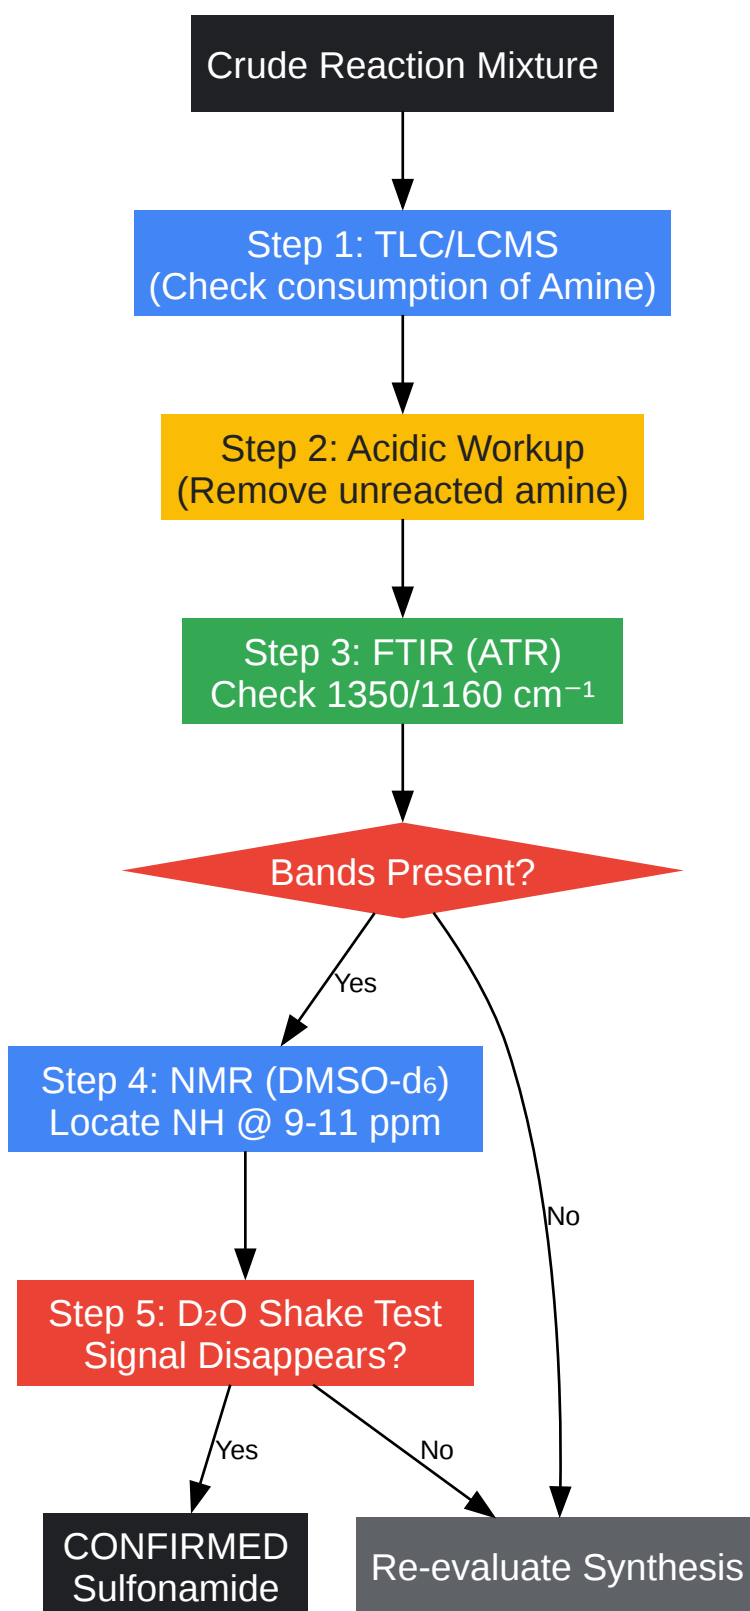 Crude Reaction Mixture
Step 1: TLC/LCMS
(Check consumption of Amine)
Step 2: Acidic Workup
(Remove unreacted amine)
Step 3: FTIR (ATR)
Check 1350/1160 cm⁻¹
Bands Present?
Yes
Step 4: NMR (DMSO-d₆)
Locate NH @ 9-11 ppm
No
Step 5: D₂O Shake Test
Signal Disappears?
Yes
No
CONFIRMED
Sulfonamide
Re-evaluate Synthesis